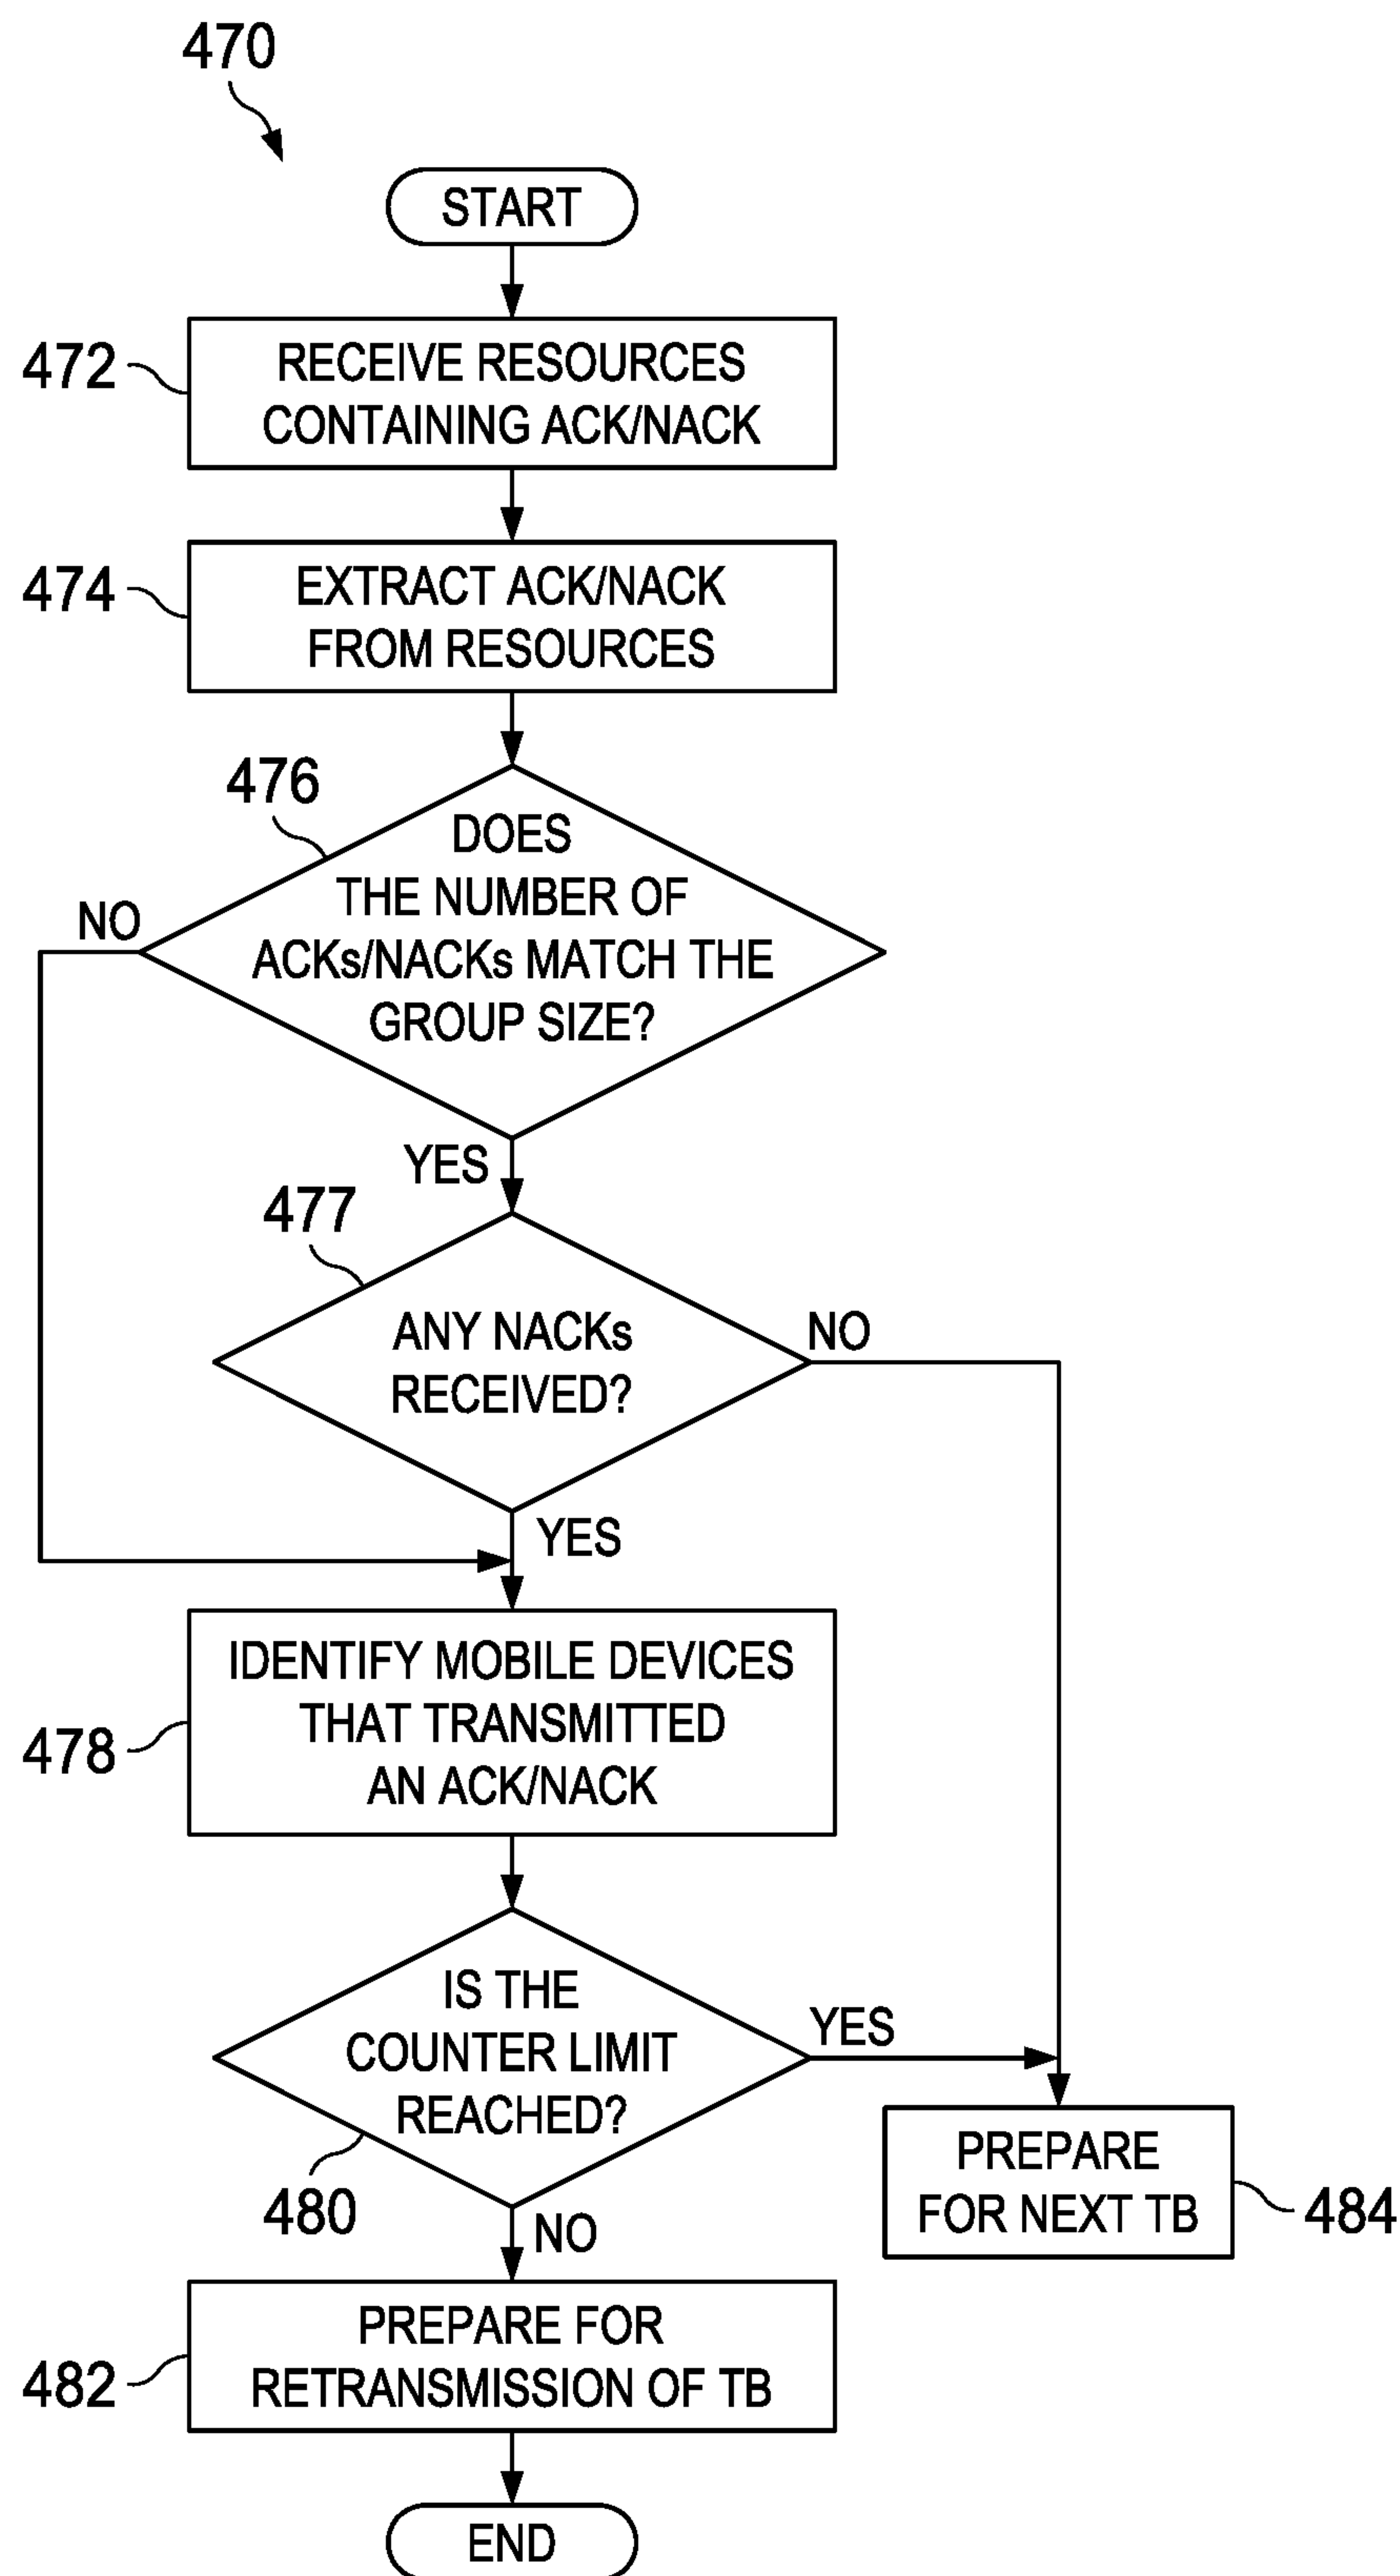 470
START
472
RECEIVE RESOURCES
CONTAINING ACK/NACK
474
EXTRACT ACK/NACK
FROM RESOURCES
476
DOES
THE NUMBER OF
ACKs/NACKs MATCH THE
GROUP SIZE?
NO
YES
477
ANY NACKs
RECEIVED?
NO
YES
478
IDENTIFY MOBILE DEVICES
THAT TRANSMITTED
AN ACK/NACK
IS THE
COUNTER LIMIT
REACHED?
YES
480
NO
PREPARE
FOR NEXT TB
484
482
PREPARE FOR
RETRANSMISSION OF TB
END